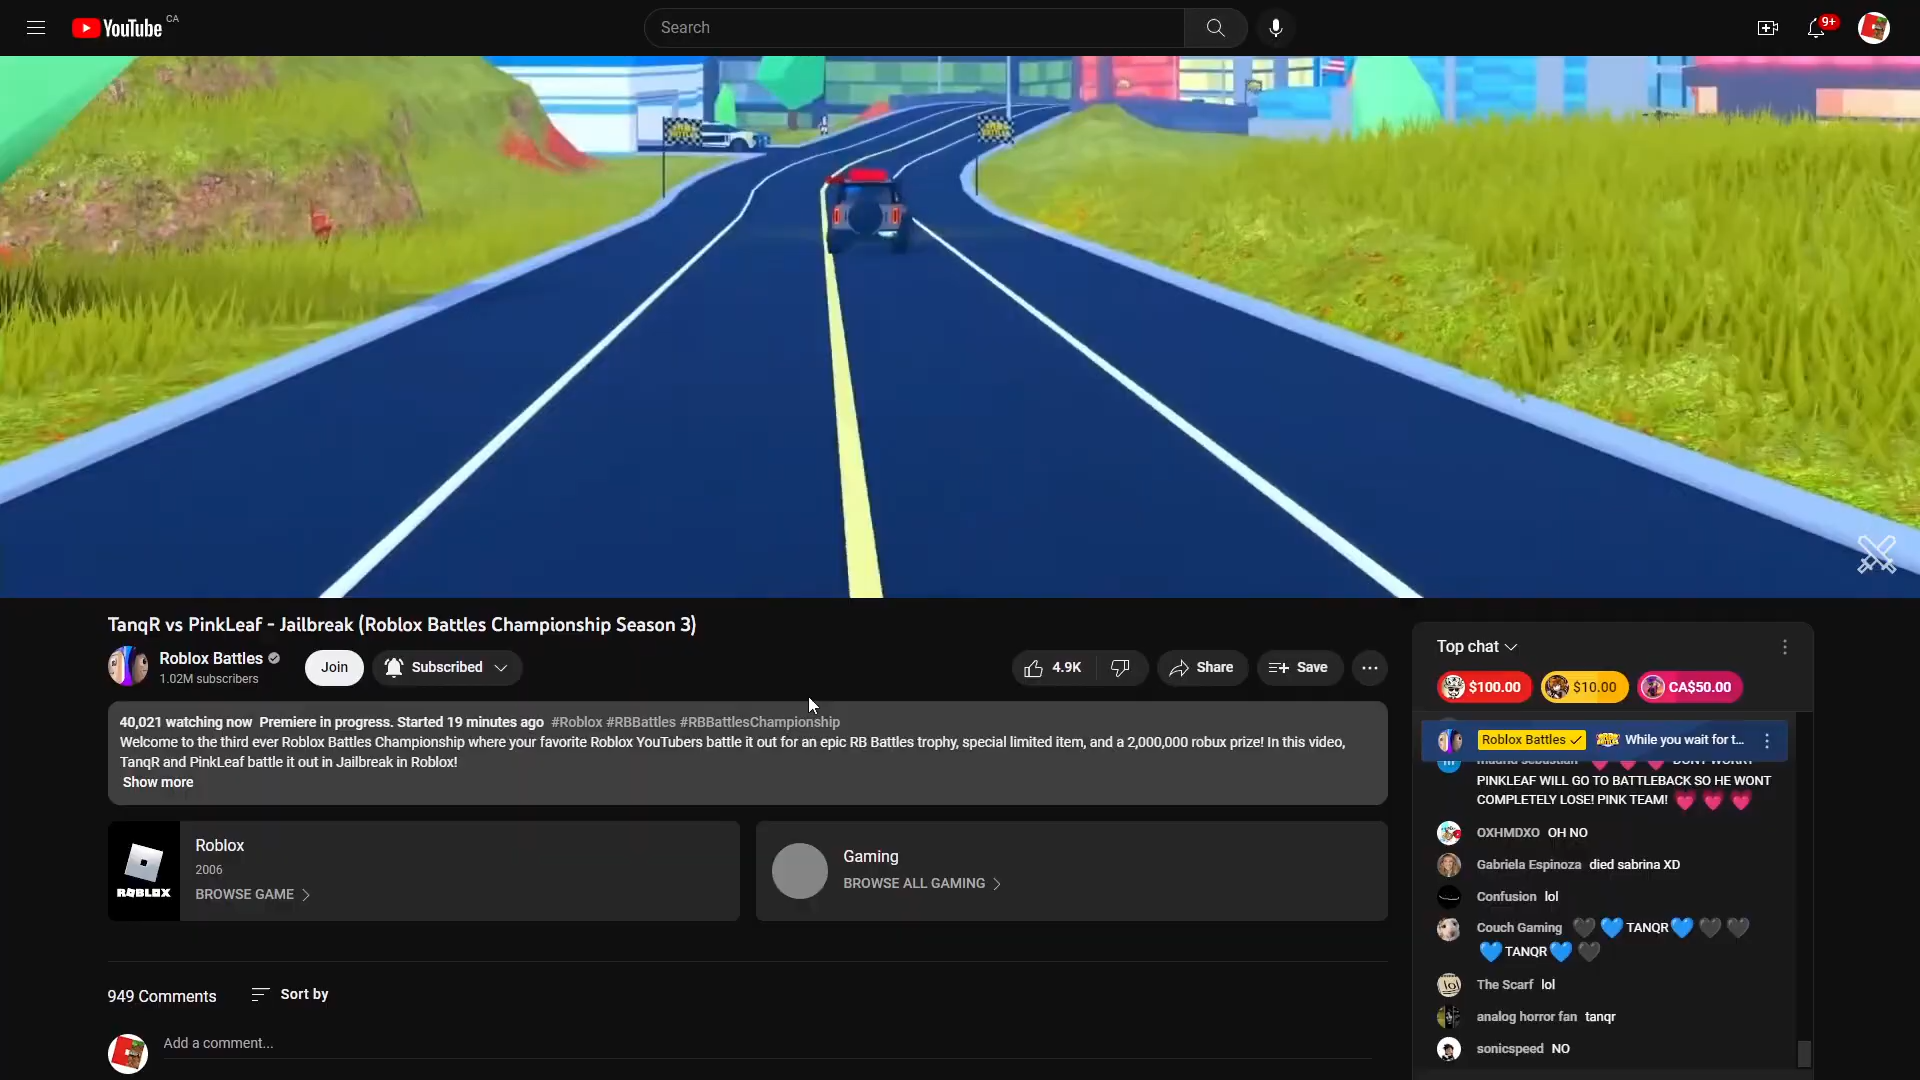 YouTube CA
Search
9+
TanqR vs PinkLeaf - Jailbreak (Roblox Battles Championship Season 3)
Roblox Battles
1.02M subscribers
Join
Subscribed
4.9K
Share
Save
40,021 watching now Premiere in progress. Started 19 minutes ago #Roblox #RBBattles #RBBattlesChampionship
Welcome to the third ever Roblox Battles Championship where your favorite Roblox YouTubers battle it out for an epic RB Battles trophy, special limited item, and a 2,000,000 robux prize! In this video,
TanqR and PinkLeaf battle it out in Jailbreak in Roblox!
Show more
ROBLOX
Roblox
2006
BROWSE GAME
Gaming
BROWSE ALL GAMING
949 Comments
Sort by
Add a comment...
Top chat
$100.00
$10.00
CA$50.00
Roblox Battles
While you wait for t...
PINKLEAF WILL GO TO BATTLEBACK SO HE WONT
COMPLETELY LOSE! PINK TEAM!
OXHMDXO OH NO
Gabriela Espinoza died sabrina XD
Confusion lol
Couch Gaming TANQR
TANQR
The Scarf lol
analog horror fan tanqr
sonicspeed NO